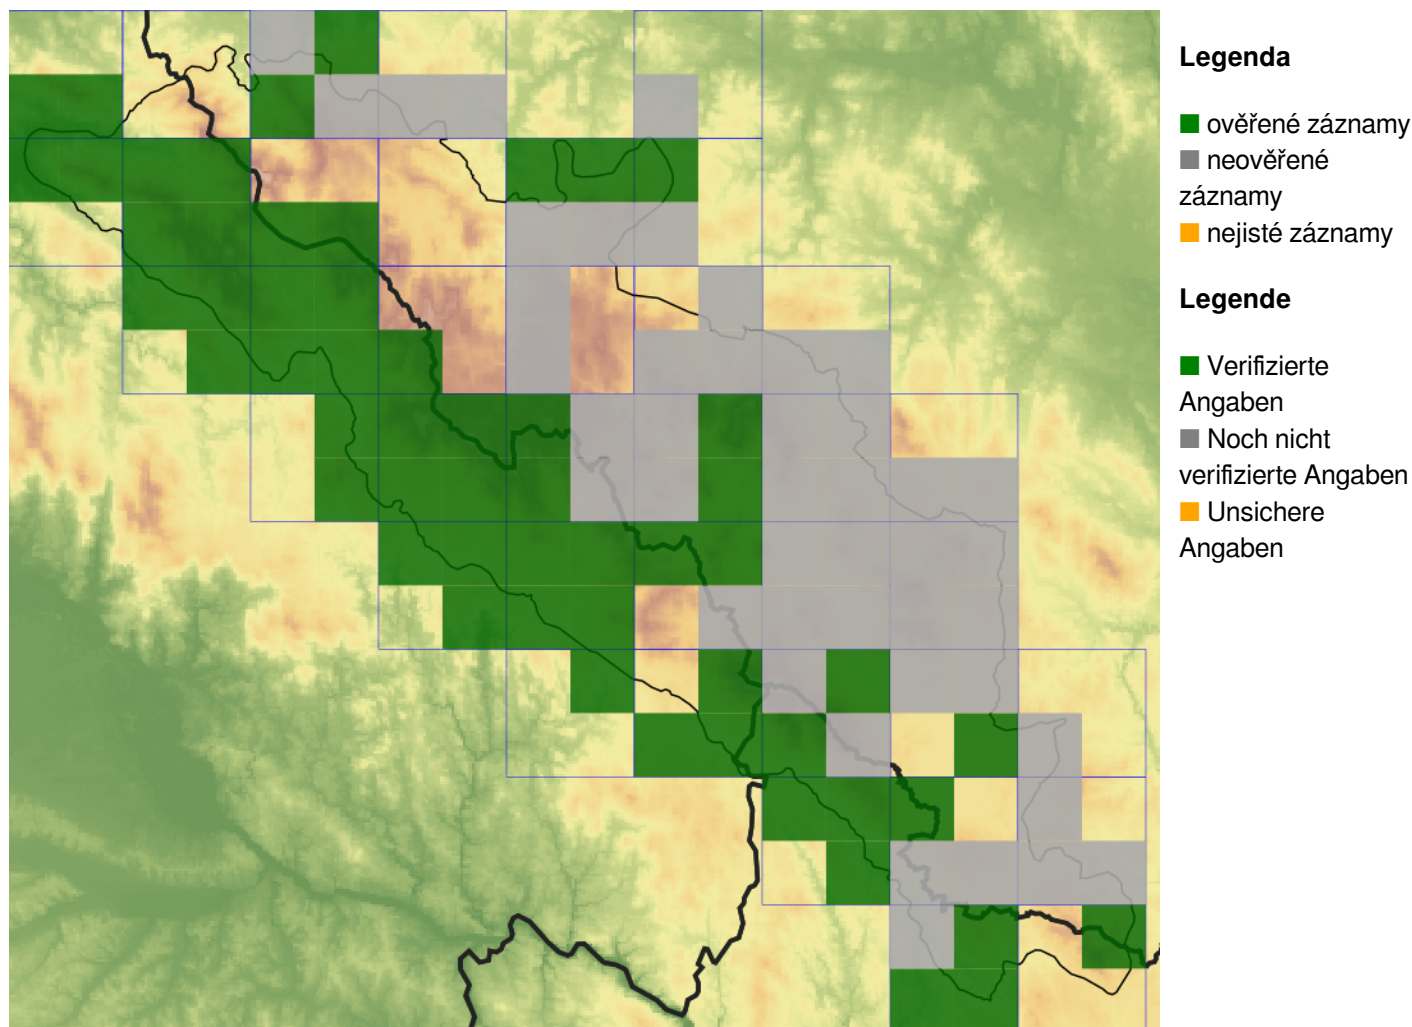 Legenda
ověřené záznamy
neověřené
záznamy
nejisté záznamy
Legende
Verifizierte
Angaben
Noch nicht
verifizierte Angaben
Unsichere
Angaben